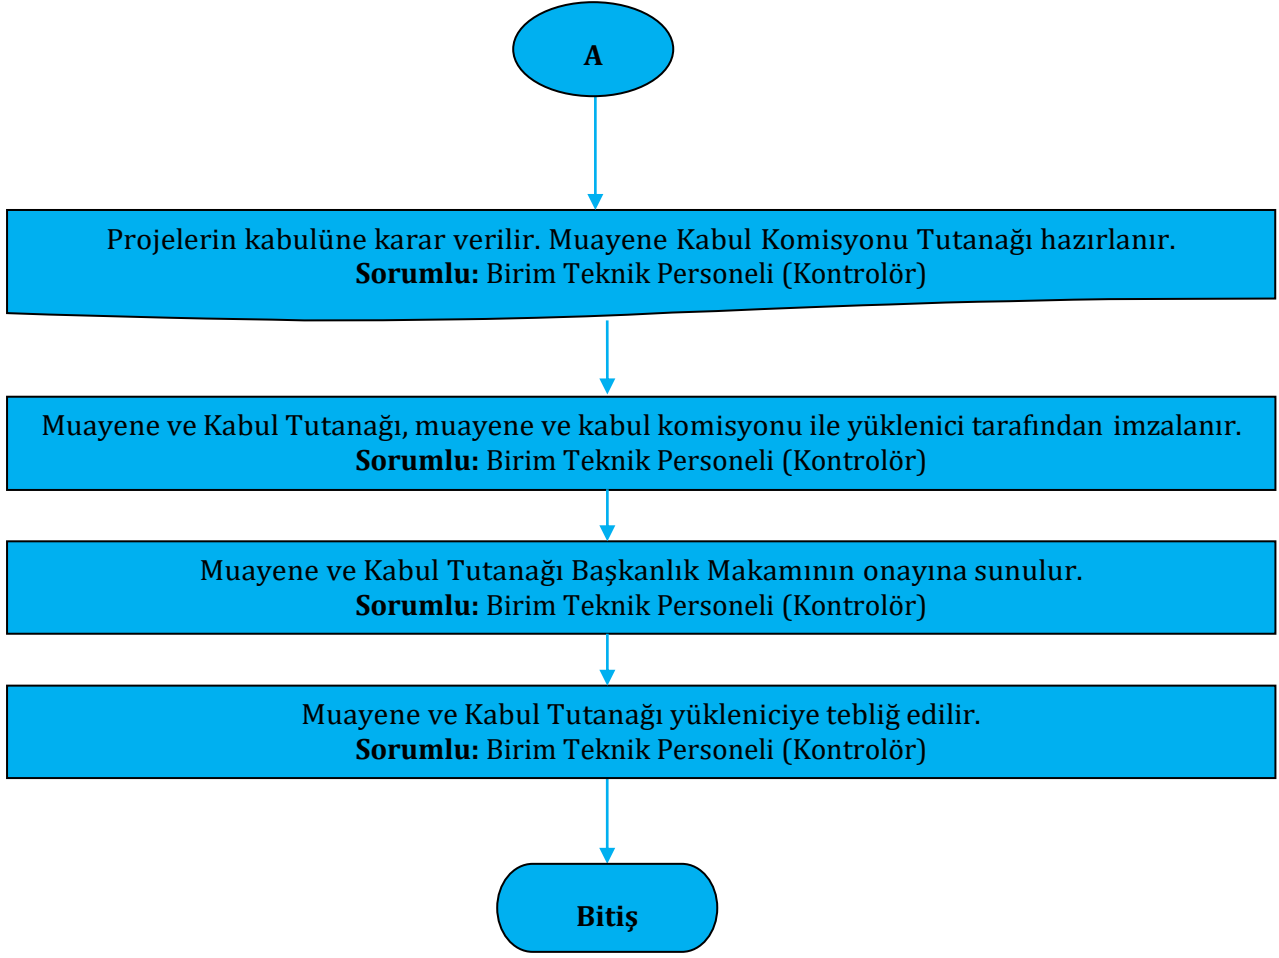 A
Projelerin kabulüne karar verilir. Muayene Kabul Komisyonu Tutanağı hazırlanır.
Sorumlu: Birim Teknik Personeli (Kontrolör)
Muayene ve Kabul Tutanağı, muayene ve kabul komisyonu ile yüklenici tarafından imzalanır.
Sorumlu: Birim Teknik Personeli (Kontrolör)
Muayene ve Kabul Tutanağı Başkanlık Makamının onayına sunulur.
Sorumlu: Birim Teknik Personeli (Kontrolör)
Muayene ve Kabul Tutanağı yükleniciye tebliğ edilir.
Sorumlu: Birim Teknik Personeli (Kontrolör)
Bitiş